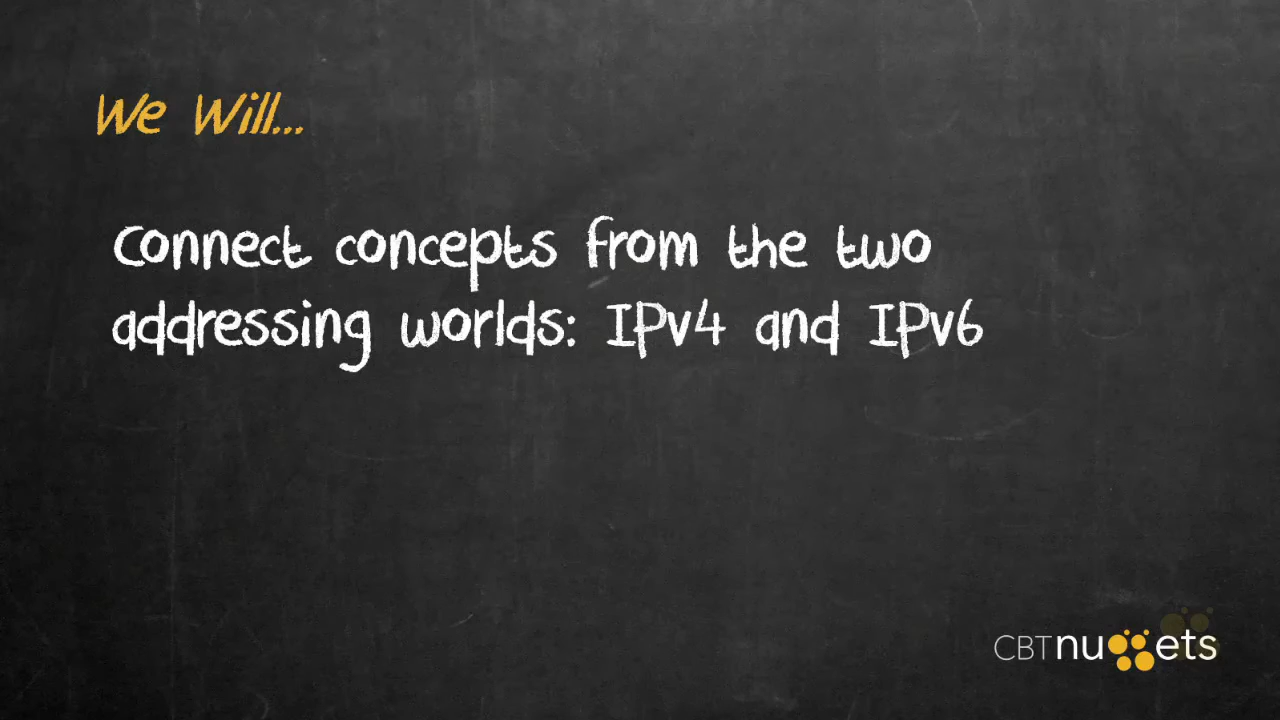 We Will...
Connect concepts from the two
addressing worlds: IPv4 and IPv6
CBTnuggets